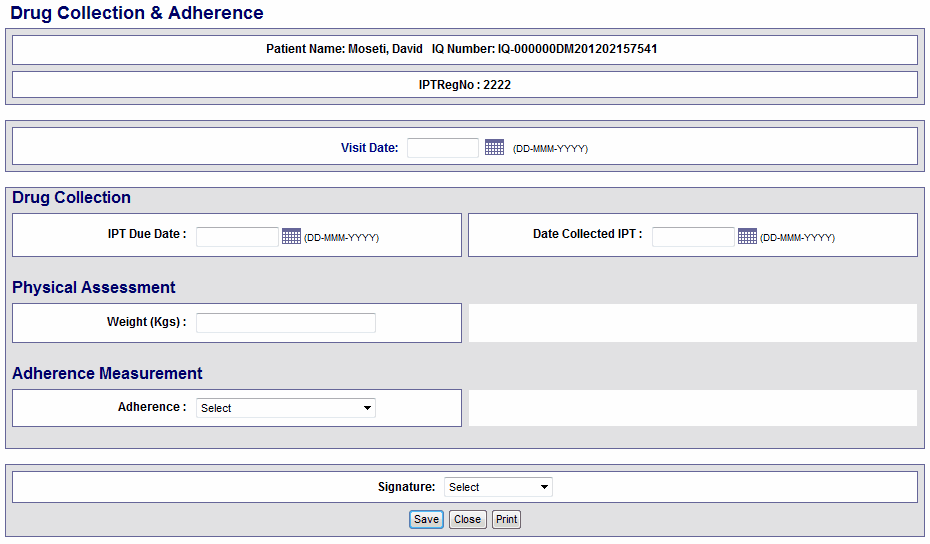 Drug Collection & Adherence
Patient Name: Moseti, David IQ Number: IQ-000000DM201202157541
IPTRegNo : 2222
Visit Date: (DD-MMM-YYYY)
Drug Collection
IPT Due Date : (DD-MMM-YYYY) Date Collected IPT : (DD-MMM-YYYY)
Physical Assessment
Weight (Kgs) :
Adherence Measurement
Adherence : Select
Signature: Select
Save Close Print